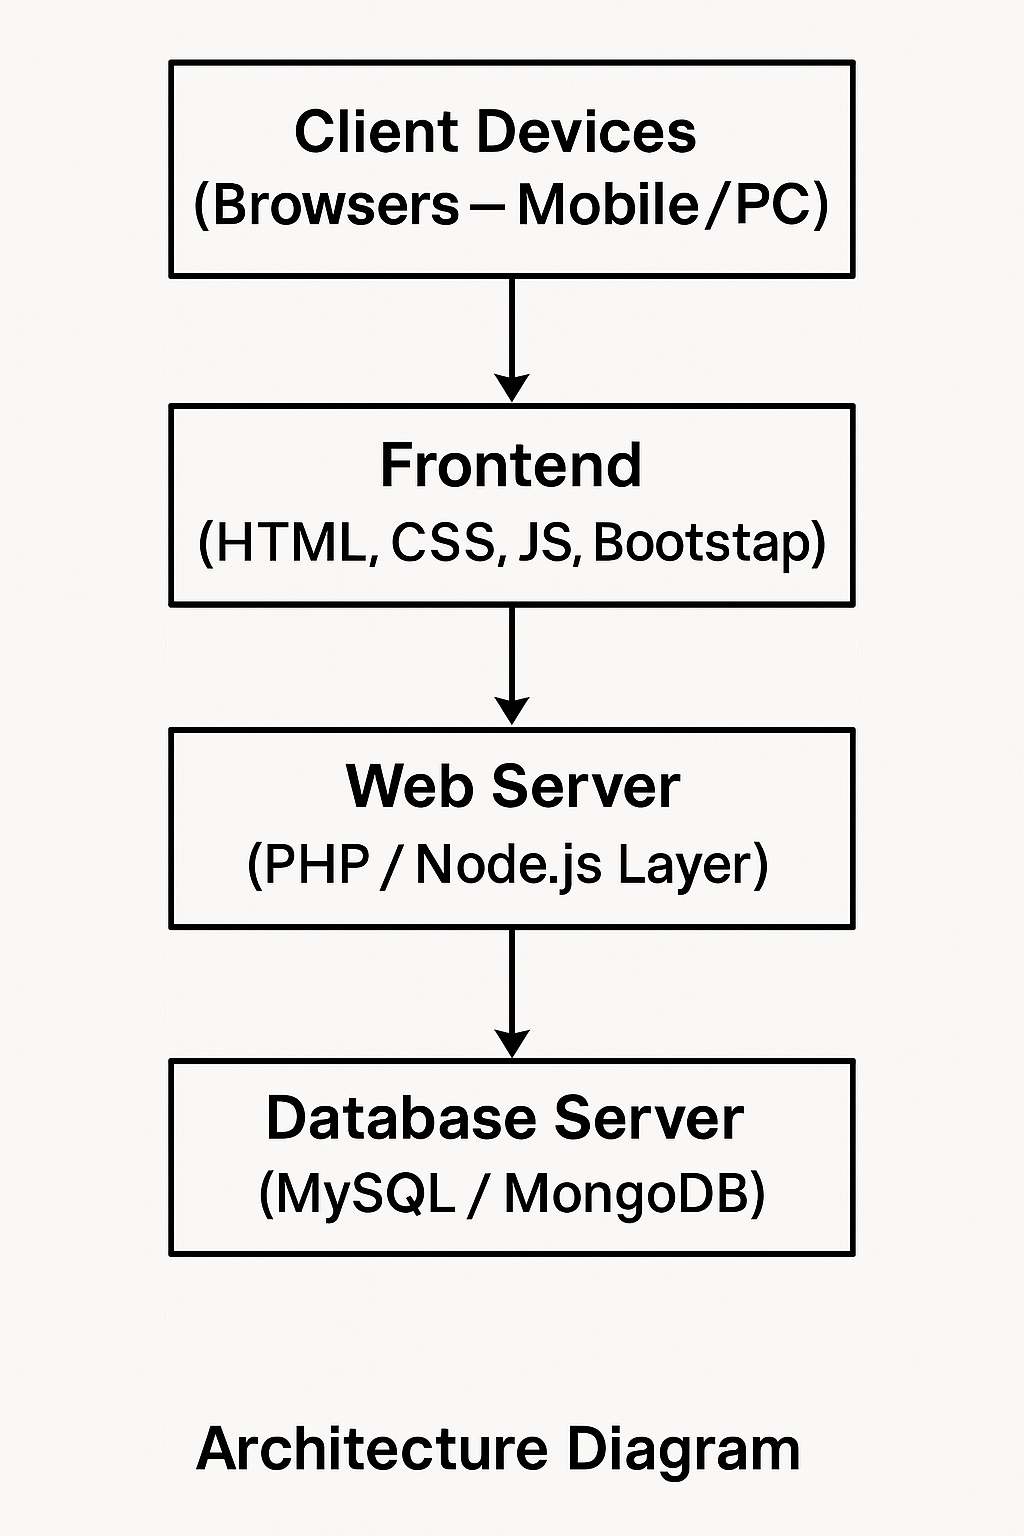 Client Devices
(Browsers – Mobile/PC)
Frontend
(HTML, CSS, JS, Bootstap)
Web Server
(PHP / Node.js Layer)
Database Server
(MySQL / MongoDB)
Architecture Diagram